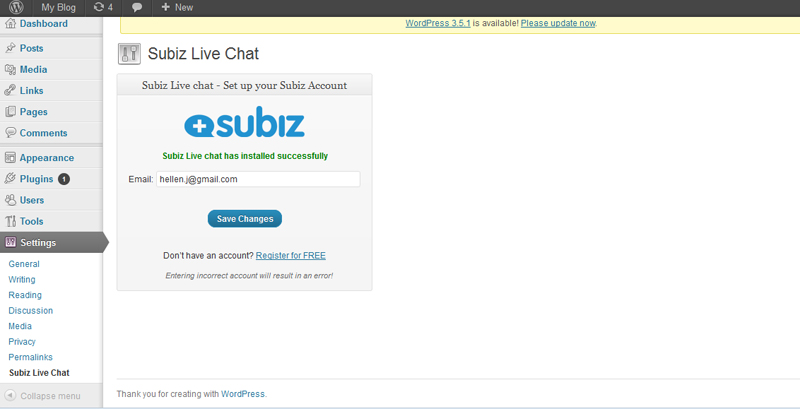 My Blog 4 + New
WordPress 3.5.1 is available! Please update now.
Dashboard
Posts
Media
Links
Pages
Comments
Appearance
Plugins 1
Users
Tools
Settings
General
Writing
Reading
Discussion
Media
Privacy
Permalinks
Subiz Live Chat
Collapse menu
Subiz Live Chat
Subiz Live chat - Set up your Subiz Account
subiz
Subiz Live chat has installed successfully
Email: hellen.j@gmail.com
Save Changes
Don't have an account? Register for FREE
Entering incorrect account will result in an error!
Thank you for creating with WordPress.